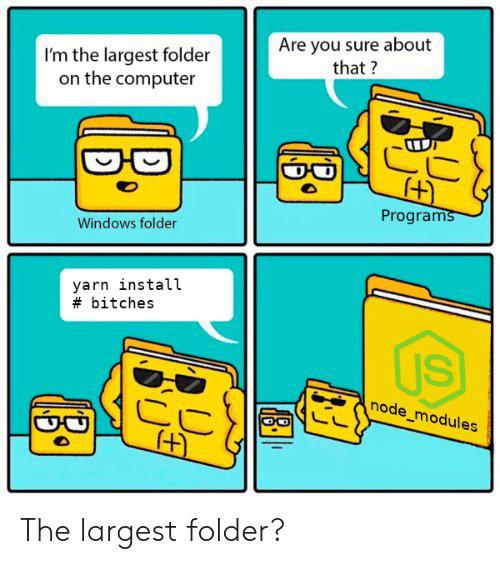 I'm the largest folder
on the computer
Windows folder
Are you sure about
that ?
Programs
yarn install
# bitches
JS
node_modules
The largest folder?